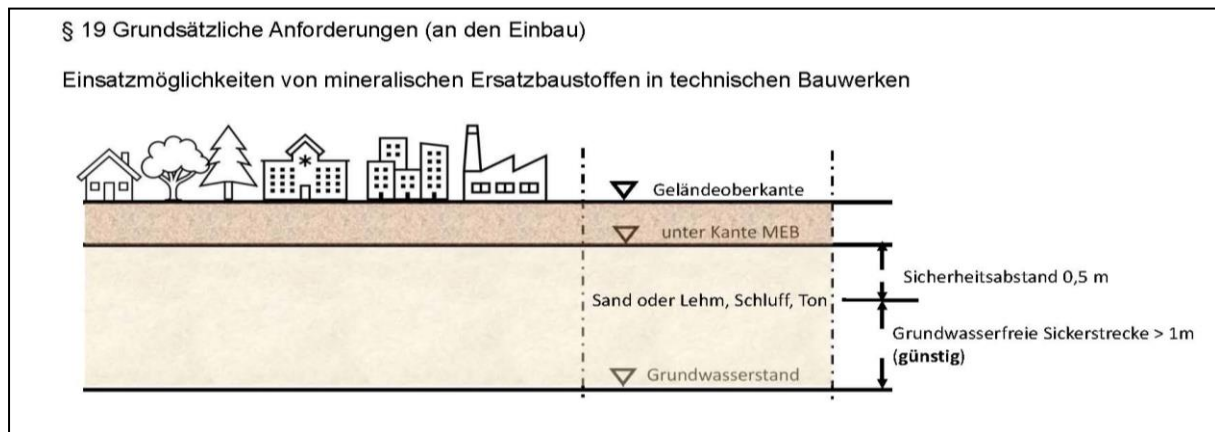 § 19 Grundsätzliche Anforderungen (an den Einbau)
Einsatzmöglichkeiten von mineralischen Ersatzbaustoffen in technischen Bauwerken
Geländeoberkante
unter Kante MEB
Sicherheitsabstand 0,5 m
Sand oder Lehm, Schluff, Ton
Grundwasserfreie Sickerstrecke > 1m
(günstig)
Grundwasserstand